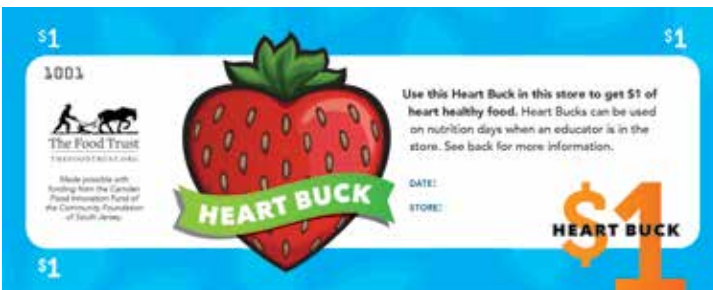 $1
$1
1001
The Food Trust
THEFOODTRUST.ORG
Made possible with
funding from the Camden
Food Innovation Fund of
the Community Foundation
of South Jersey.
HEART BUCK
Use this Heart Buck in this store to get $1 of
heart healthy food. Heart Bucks can be used
on nutrition days when an educator is in the
store. See back for more information.
DATE:
STORE:
$1
HEART BUCK
$1